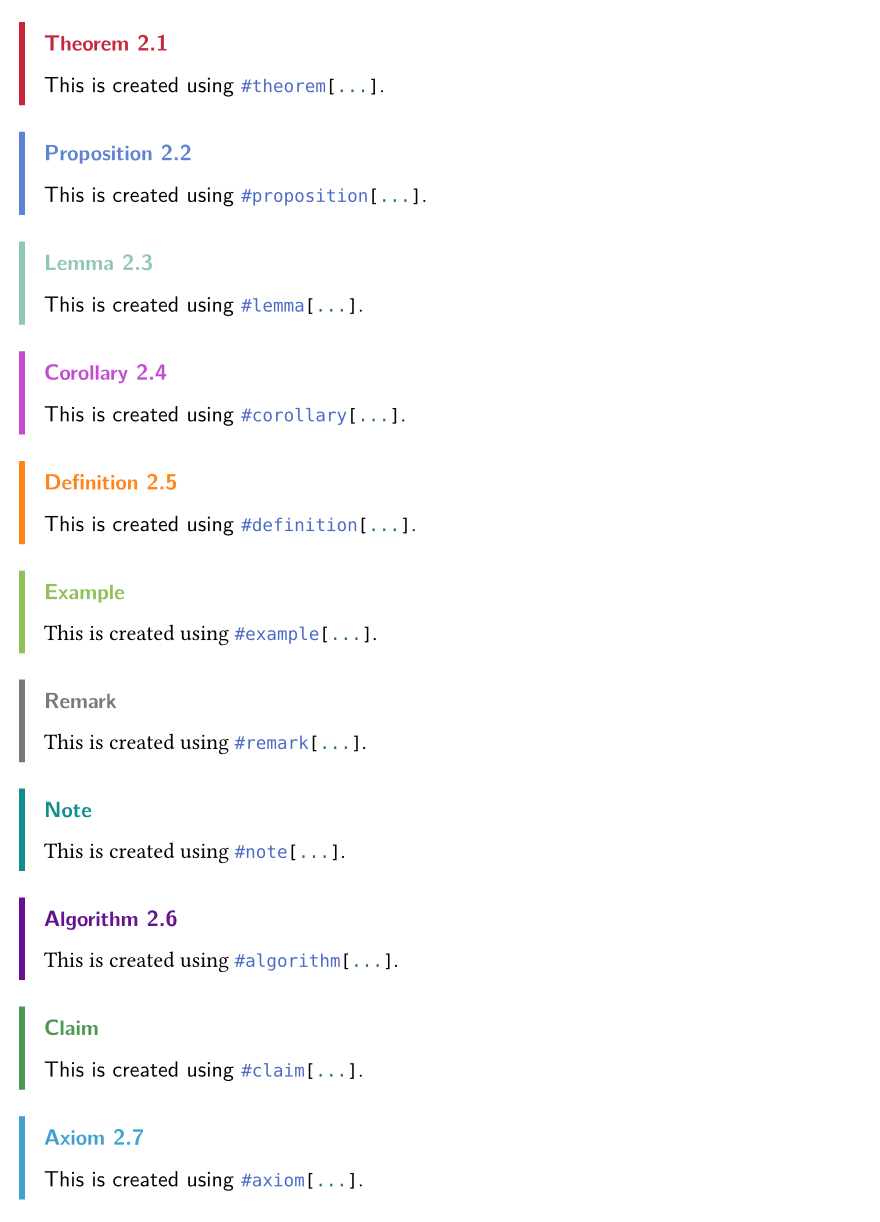 Theorem 2.1
This is created using #theorem[...].
Proposition 2.2
This is created using #proposition[...].
Lemma 2.3
This is created using #lemma[...].
Corollary 2.4
This is created using #corollary[...].
Definition 2.5
This is created using #definition[...].
Example
This is created using #example[...].
Remark
This is created using #remark[...].
Note
This is created using #note[...].
Algorithm 2.6
This is created using #algorithm[...].
Claim
This is created using #claim[...].
Axiom 2.7
This is created using #axiom[...].